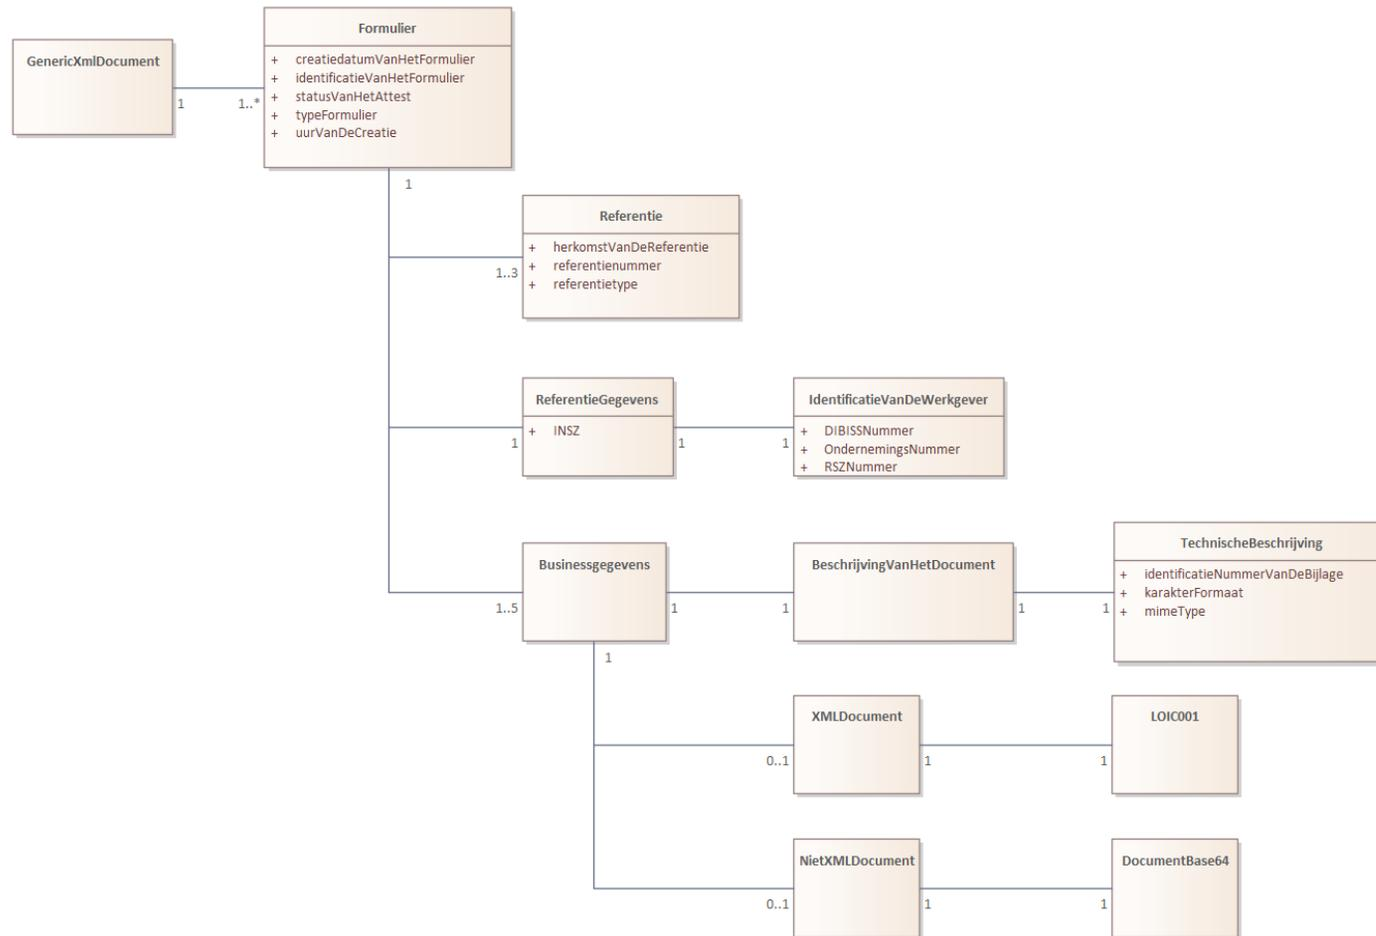 Formulier
GenericXmlDocument
+ creatiedatumVanHetFormulier
+ identificatieVanHetFormulier
+ statusVanHetAttest
+ typeFormulier
+ uurVanDeCreatie
1
1..*
1
Referentie
+ herkomstVanDeReferentie
+ referentienummer
+ referentietype
1..3
ReferentieGegevens
+ INSZ
1
1
1
IdentificatieVanDeWerkgever
+ DIBISSNummer
+ OndernemingsNummer
+ RSZNummer
Businessgegevens
1..5
1
1
BeschrijvingVanHetDocument
1
1
TechnischeBeschrijving
+ identificatieNummerVanDeBijlage
+ karakterFormaat
+ mimeType
1
XMLDocument
0..1
1
1
LOIC001
NietXMLDocument
0..1
1
1
DocumentBase64